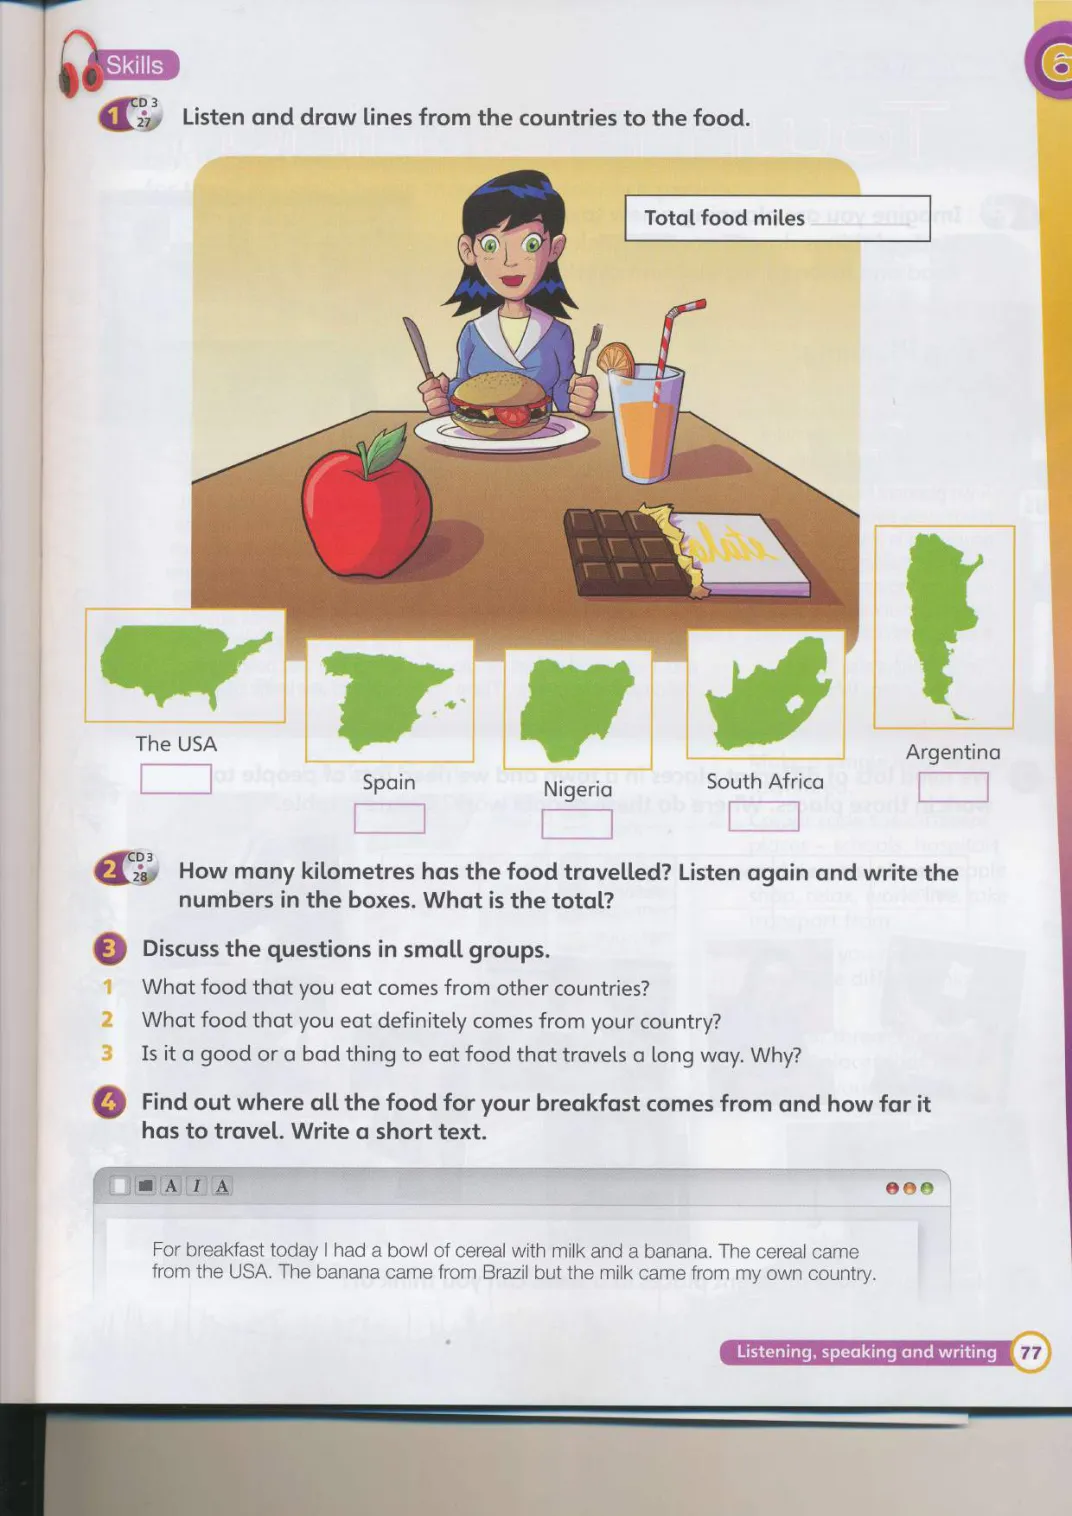 Skills
6
1 CD 3 27 Listen and draw lines from the countries to the food.
Total food miles
The USA
Spain
Nigeria
South Africa
Argentina
2 CD 3 28 How many kilometres has the food travelled? Listen again and write the
numbers in the boxes. What is the total?
3 Discuss the questions in small groups.
1 What food that you eat comes from other countries?
2 What food that you eat definitely comes from your country?
3 Is it a good or a bad thing to eat food that travels a long way. Why?
4 Find out where all the food for your breakfast comes from and how far it
has to travel. Write a short text.
A I A
For breakfast today I had a bowl of cereal with milk and a banana. The cereal came
from the USA. The banana came from Brazil but the milk came from my own country.
Listening, speaking and writing 77